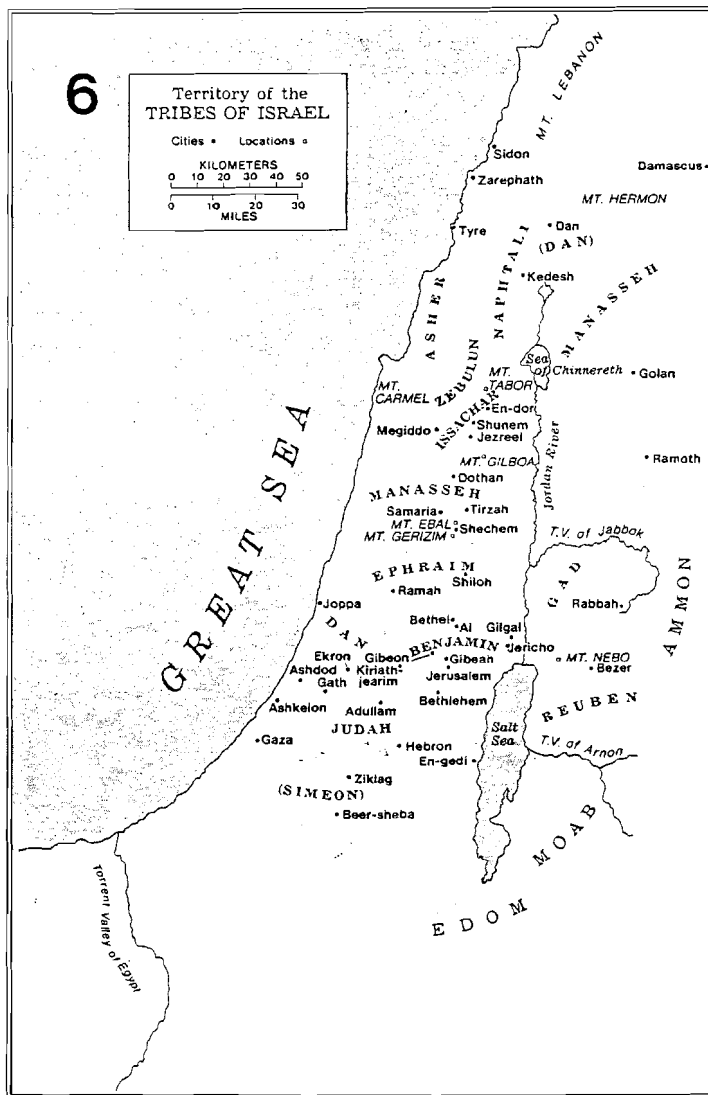 6
Territory of the
TRIBES OF ISRAEL
Cities • Locations
KILOMETERS
0 10 20 30 40 50
0 10 20 30
MILES
MT. LEBANON
Sidon
Damascus
Zarephath
MT. HERMON
Tyre
Dan
(DAN)
NAPHTALI
Kedesh
MANASSEH
ASHER
Sea
of Chinnereth
Golan
ZEBULUN
MT.
TABOR
MT.
CARMEL
En-dor
ISSACHAR
Shunem
Megiddo
Jezreel
GREAT SEA
MT. GILBOA
Ramoth
Jordan River
Dothan
MANASSEH
Samaria
Tirzah
MT. EBAL
Shechem
MT. GERIZIM
T.V. of Jabbok
EPHRAIM
Shiloh
GAD
AMMON
Ramah
Joppa
Rabbah
DAN
Bethel
Ai
Gilgal
BENJAMIN
Jericho
Ekron
Gibeon
Gibeah
MT. NEBO
Ashdod
Kiriath
jearim
Jerusalem
Bezer
Gath
Ashkelon
Adullam
Bethlehem
REUBEN
JUDAH
Salt
Sea
Gaza
Hebron
T.V. of Arnon
En-gedi
Ziklag
(SIMEON)
Beer-sheba
MOAB
EDOM
Torrent Valley of Egypt